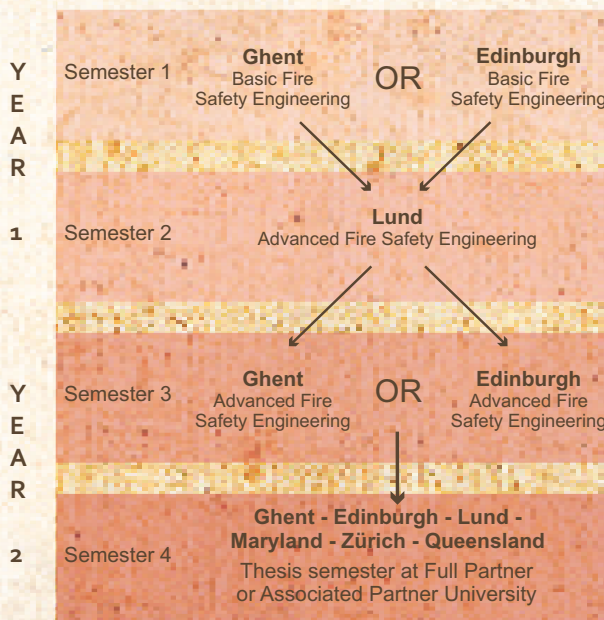 YEAR 1
Semester 1
Ghent
Basic Fire
Safety Engineering
OR
Edinburgh
Basic Fire
Safety Engineering
Semester 2
Lund
Advanced Fire Safety Engineering
YEAR 2
Semester 3
Ghent
Advanced Fire
Safety Engineering
OR
Edinburgh
Advanced Fire
Safety Engineering
Semester 4
Ghent - Edinburgh - Lund -
Maryland - Zürich - Queensland
Thesis semester at Full Partner
or Associated Partner University